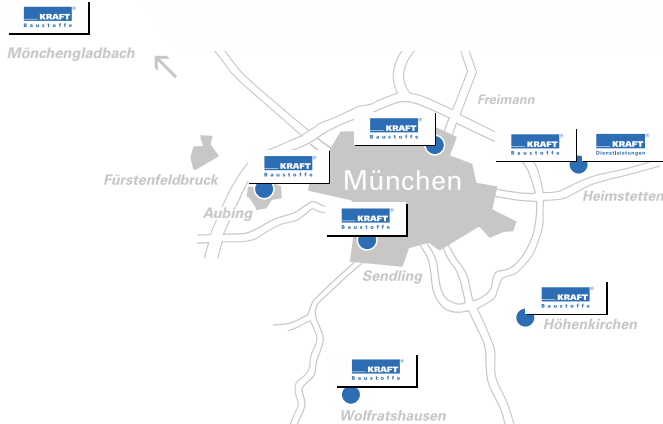 KRAFT®
Baustoffe
Mönchengladbach
Freimann
KRAFT®
Baustoffe
KRAFT®
Baustoffe
KRAFT®
Dienstleistungen
KRAFT®
Baustoffe
Fürstenfeldbruck
München
Heimstetten
Aubing
KRAFT®
Baustoffe
Sendling
KRAFT®
Baustoffe
Höhenkirchen
KRAFT®
Baustoffe
Wolfratshausen